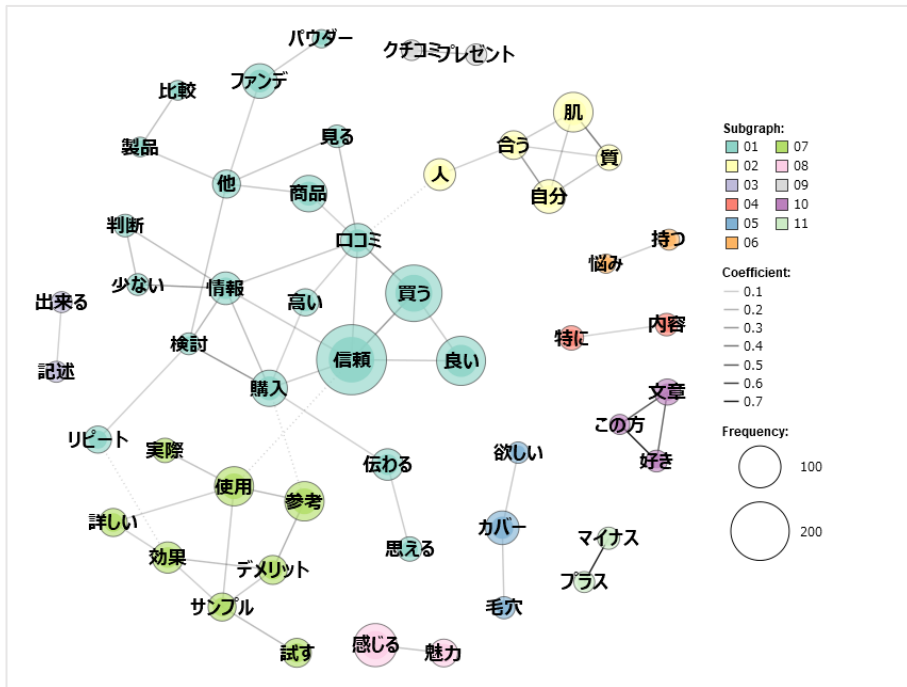 パウダー
クチコミ
プレゼント
ファンデ
比較
肌
見る
製品
合う
質
人
他
商品
自分
判断
口コミ
持つ
悩み
少ない
情報
買う
出来る
高い
内容
特に
検討
信頼
良い
記述
購入
文章
この方
リピート
実際
欲しい
好き
伝わる
使用
参考
詳しい
カバー
マイナス
思える
効果
デメリット
プラス
サンプル
毛穴
感じる
魅力
試す
Subgraph:
01
02
03
04
05
06
07
08
09
10
11
Coefficient:
0.1
0.2
0.3
0.4
0.5
0.6
0.7
Frequency:
100
200